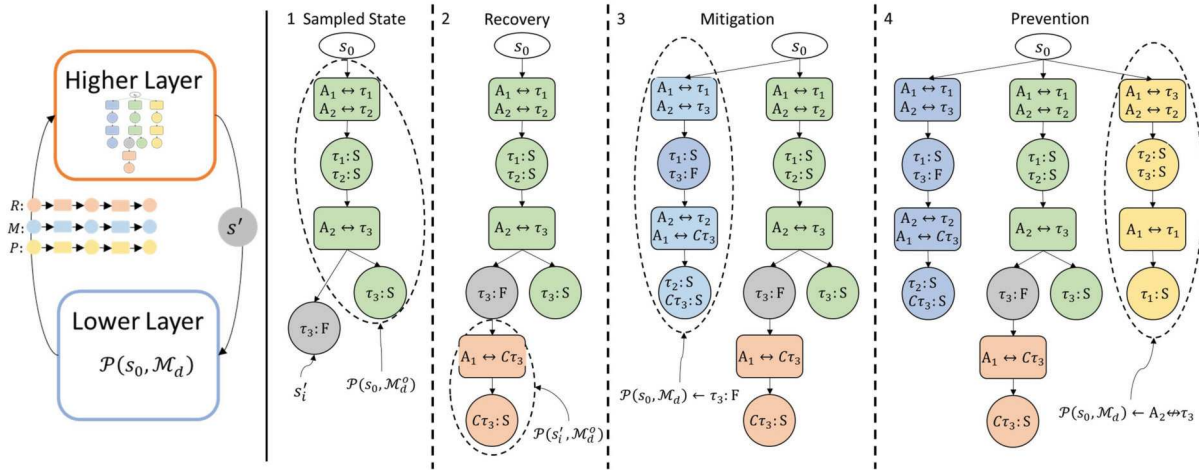 Higher Layer
R:
M:
P:
s′
Lower Layer
𝒫(s₀, ℳ_d)
1 Sampled State
s₀
A₁ ↔ τ₁
A₂ ↔ τ₂
τ₁: S
τ₂: S
A₂ ↔ τ₃
τ₃: S
τ₃: F
s′ᵢ
𝒫(s₀, ℳ_d^o)
2 Recovery
s₀
A₁ ↔ τ₁
A₂ ↔ τ₂
τ₁: S
τ₂: S
A₂ ↔ τ₃
τ₃: F
τ₃: S
A₁ ↔ Cτ₃
Cτ₃: S
𝒫(s′ᵢ, ℳ_d^o)
3 Mitigation
s₀
A₁ ↔ τ₁
A₂ ↔ τ₃
τ₁: S
τ₃: F
A₂ ↔ τ₂
A₁ ↔ Cτ₃
τ₂: S
Cτ₃: S
𝒫(s₀, ℳ_d) ← τ₃: F
A₁ ↔ τ₁
A₂ ↔ τ₂
τ₁: S
τ₂: S
A₂ ↔ τ₃
τ₃: F
τ₃: S
A₁ ↔ Cτ₃
Cτ₃: S
4 Prevention
s₀
A₁ ↔ τ₁
A₂ ↔ τ₃
τ₁: S
τ₃: F
A₂ ↔ τ₂
A₁ ↔ Cτ₃
τ₂: S
Cτ₃: S
A₁ ↔ τ₁
A₂ ↔ τ₂
τ₁: S
τ₂: S
A₂ ↔ τ₃
τ₃: F
τ₃: S
A₁ ↔ Cτ₃
Cτ₃: S
A₁ ↔ τ₃
A₂ ↔ τ₂
τ₂: S
τ₃: S
A₁ ↔ τ₁
τ₁: S
𝒫(s₀, ℳ_d) ← A₂ ↮ τ₃